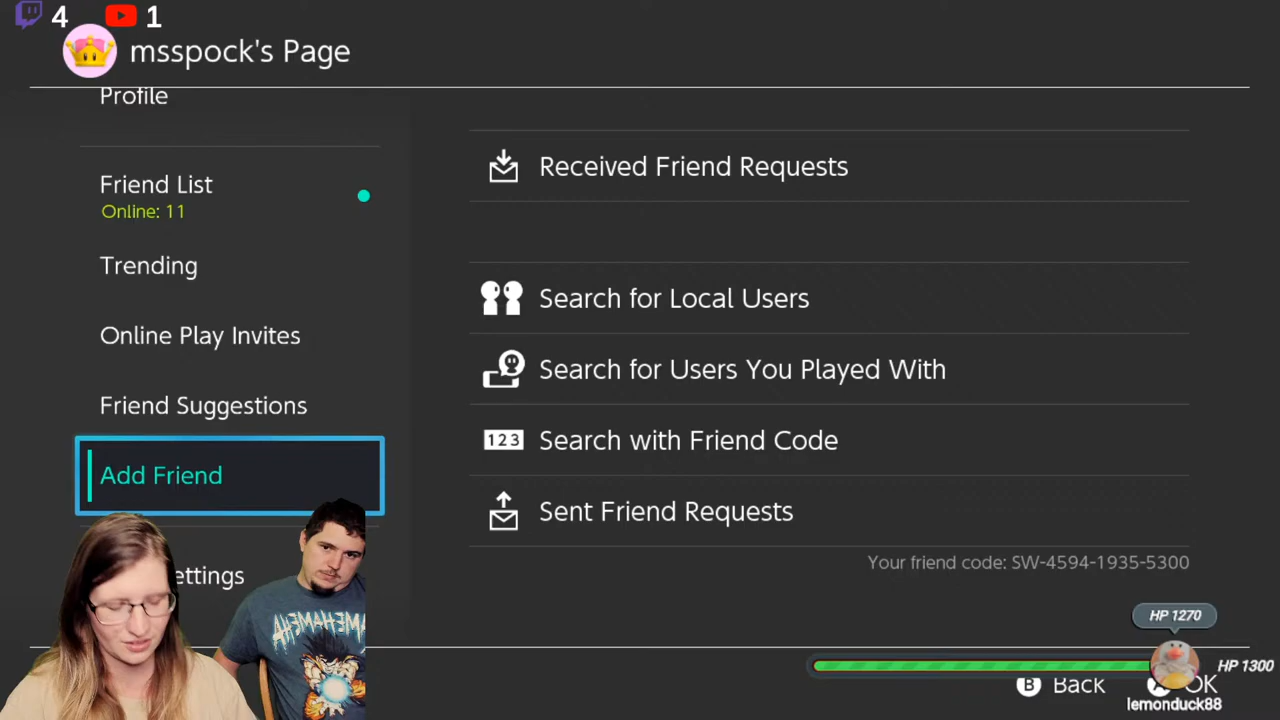 4 1
msspock's Page
Profile
Friend List
Online: 11
Trending
Online Play Invites
Friend Suggestions
Add Friend
ettings
Received Friend Requests
Search for Local Users
Search for Users You Played With
123 Search with Friend Code
Sent Friend Requests
Your friend code: SW-4594-1935-5300
HP 1270
HP 1300
B Back
OK
lemonduck88